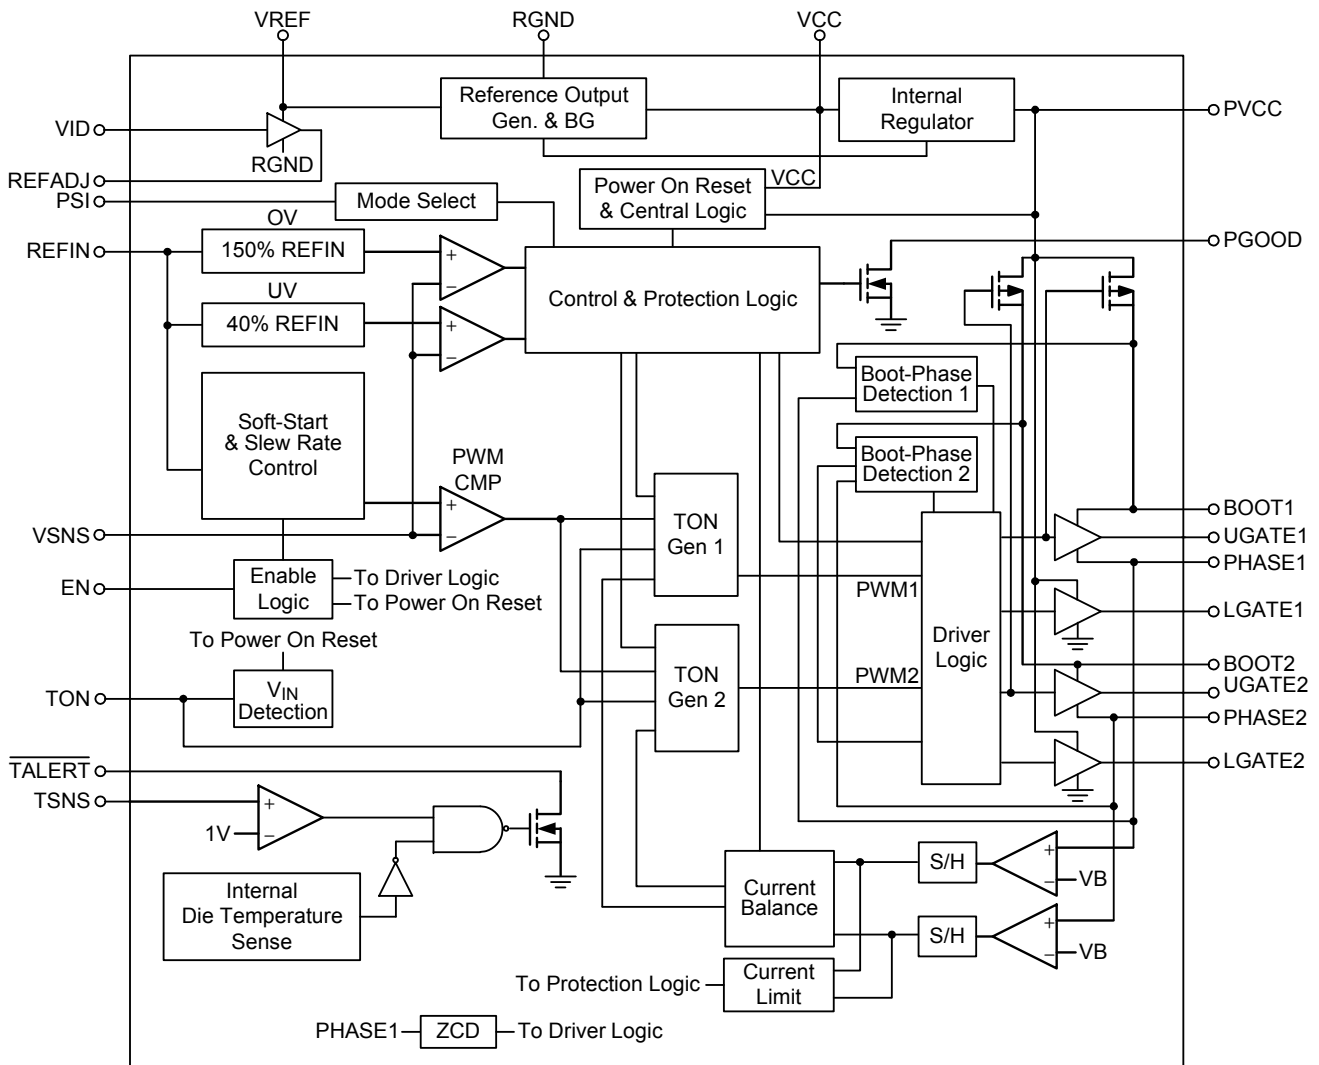 VREF
RGND
VCC
Reference Output
Gen. & BG
Internal
Regulator
PVCC
VID
RGND
REFADJ
PSI
Mode Select
Power On Reset
& Central Logic
VCC
OV
REFIN
150% REFIN
+
−
UV
40% REFIN
+
−
Control & Protection Logic
PGOOD
Soft-Start
& Slew Rate
Control
PWM
CMP
+
−
VSNS
Boot-Phase
Detection 1
Boot-Phase
Detection 2
TON
Gen 1
BOOT1
UGATE1
PHASE1
EN
Enable
Logic
To Driver Logic
To Power On Reset
PWM1
LGATE1
To Power On Reset
TON
VIN
Detection
TON
Gen 2
PWM2
Driver
Logic
BOOT2
UGATE2
PHASE2
LGATE2
TALERT
TSNS
+
−
1V
Internal
Die Temperature
Sense
Current
Balance
S/H
+
−
VB
S/H
+
−
VB
To Protection Logic
Current
Limit
PHASE1
ZCD
To Driver Logic